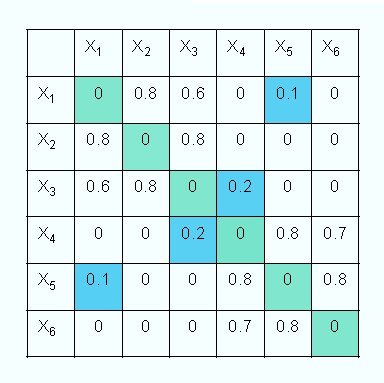 X₁ X₂ X₃ X₄ X₅ X₆
X₁ 0 0.8 0.6 0 0.1 0
X₂ 0.8 0 0.8 0 0 0
X₃ 0.6 0.8 0 0.2 0 0
X₄ 0 0 0.2 0 0.8 0.7
X₅ 0.1 0 0 0.8 0 0.8
X₆ 0 0 0 0.7 0.8 0